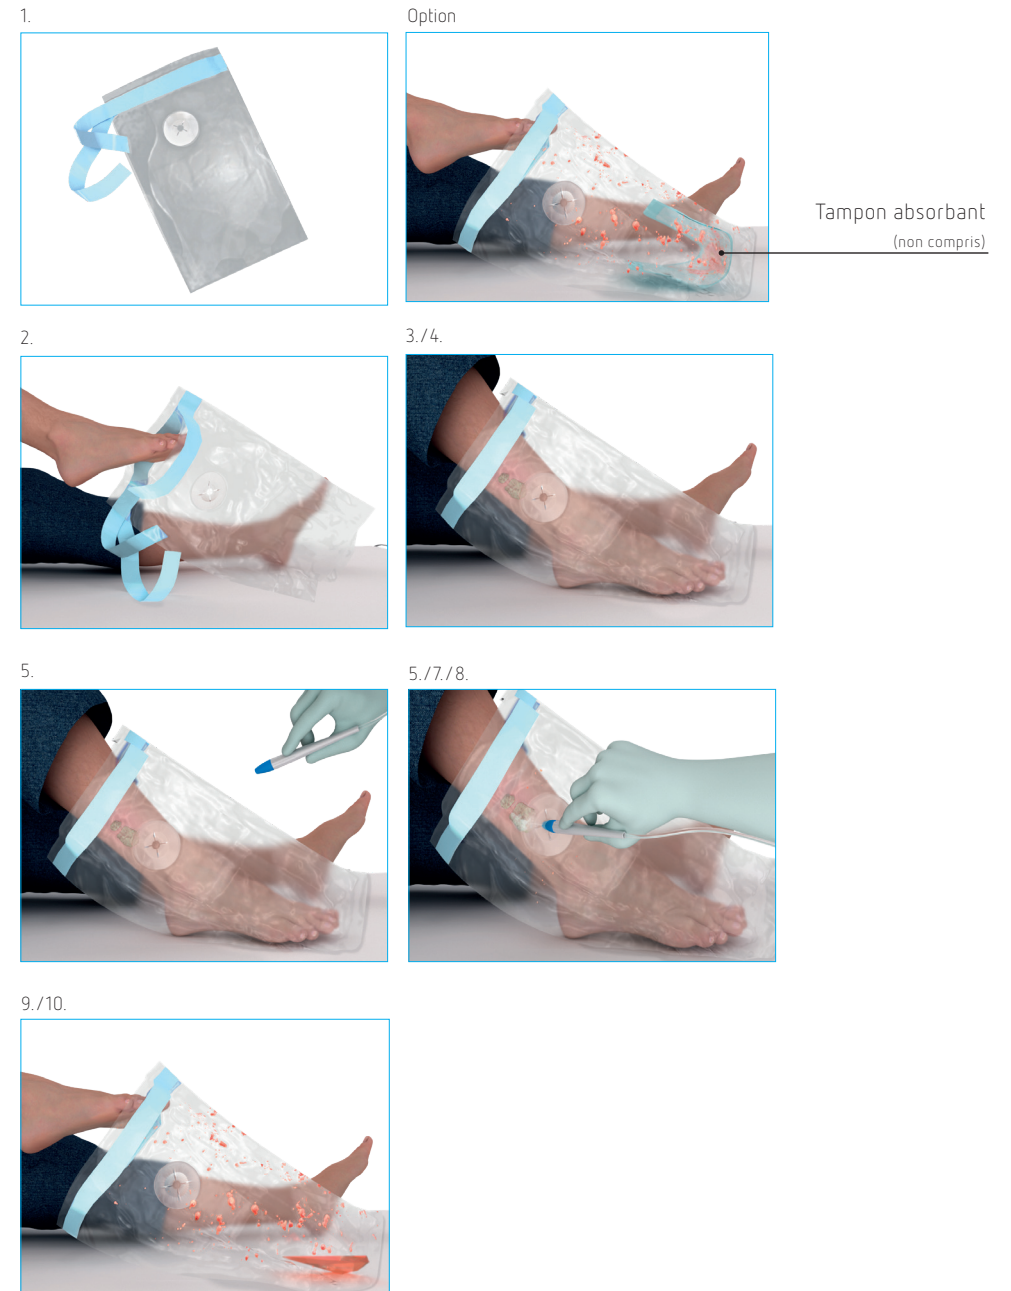 1.
Option
Tampon absorbant
(non compris)
2.
3./4.
5.
5./7./8.
9./10.